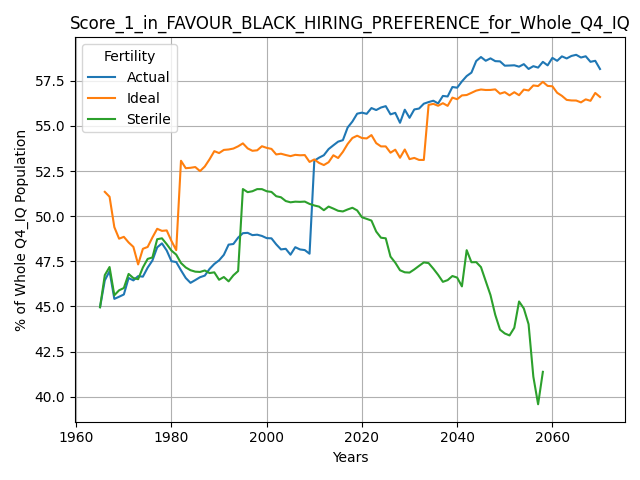 Score_1_in_FAVOUR_BLACK_HIRING_PREFERENCE_for_Whole_Q4_IQ
Fertility
Actual
Ideal
Sterile
% of Whole Q4_IQ Population
57.5
55.0
52.5
50.0
47.5
45.0
42.5
40.0
1960 1980 2000 2020 2040 2060
Years